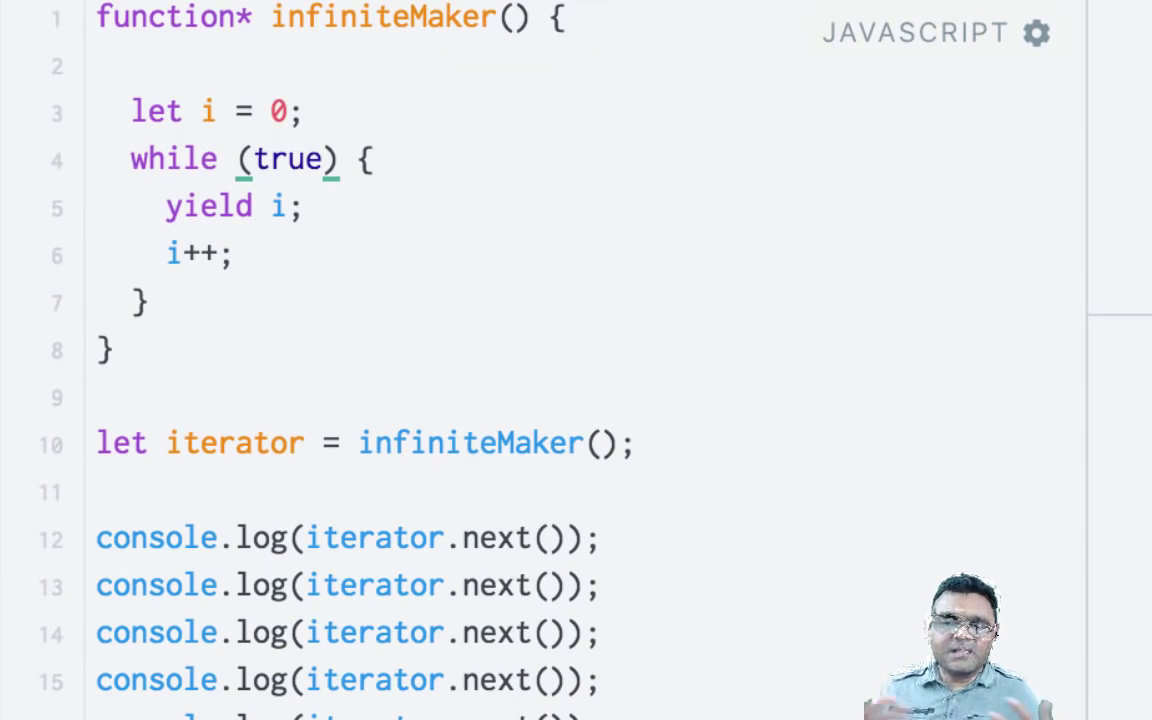 1 function* infiniteMaker() {
JAVASCRIPT
2
3 let i = 0;
4 while (true) {
5 yield i;
6 i++;
7 }
8 }
9
10 let iterator = infiniteMaker();
11
12 console.log(iterator.next());
13 console.log(iterator.next());
14 console.log(iterator.next());
15 console.log(iterator.next());